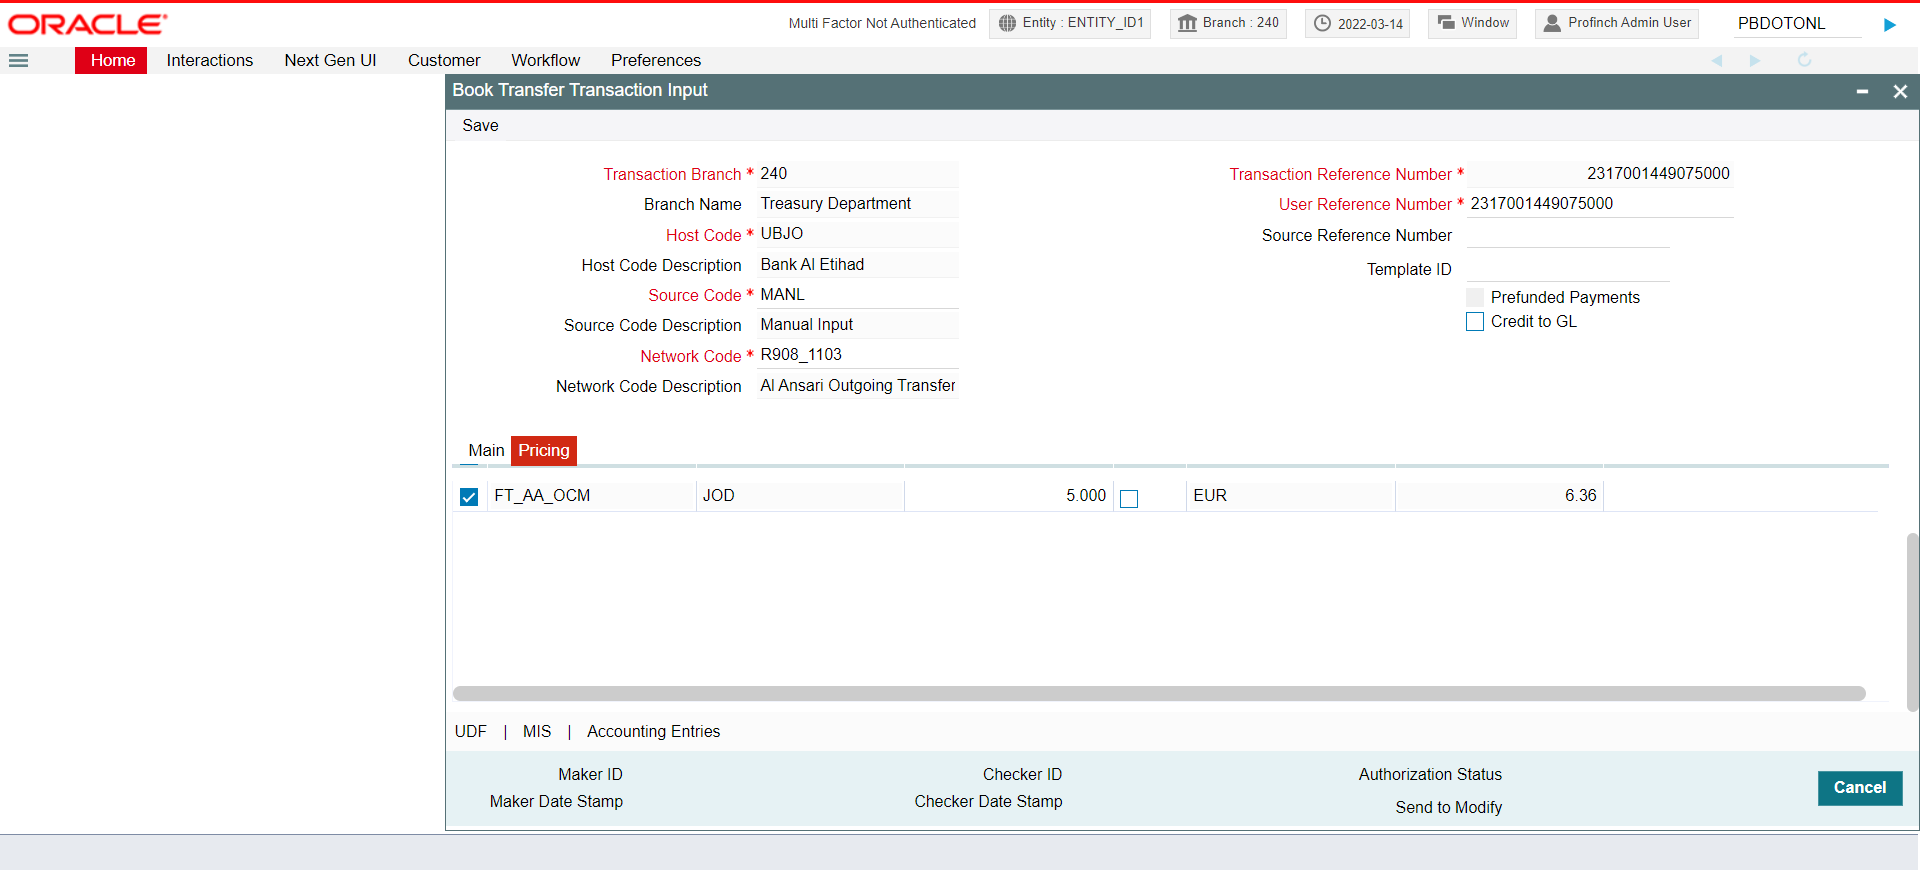 ORACLE
Multi Factor Not Authenticated
Entity : ENTITY_ID1
Branch : 240
2022-03-14
Window
Profinch Admin User
PBDOTONL
Home
Interactions
Next Gen UI
Customer
Workflow
Preferences
Book Transfer Transaction Input
Save
Transaction Branch * 240
Branch Name Treasury Department
Host Code * UBJO
Host Code Description Bank Al Etihad
Source Code * MANL
Source Code Description Manual Input
Network Code * R908_1103
Network Code Description Al Ansari Outgoing Transfer
Transaction Reference Number * 2317001449075000
User Reference Number * 2317001449075000
Source Reference Number
Template ID
Prefunded Payments
Credit to GL
Main
Pricing
FT_AA_OCM JOD 5.000 EUR 6.36
UDF | MIS | Accounting Entries
Maker ID
Maker Date Stamp
Checker ID
Checker Date Stamp
Authorization Status
Send to Modify
Cancel